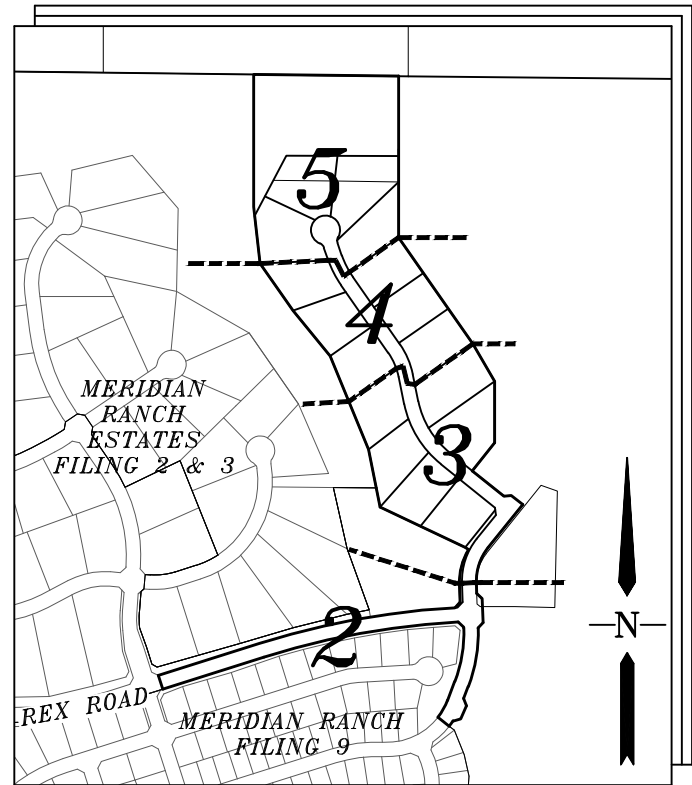 5
4
MERIDIAN
RANCH
ESTATES
FILING 2 & 3
3
N
2
REX ROAD
MERIDIAN RANCH
FILING 9